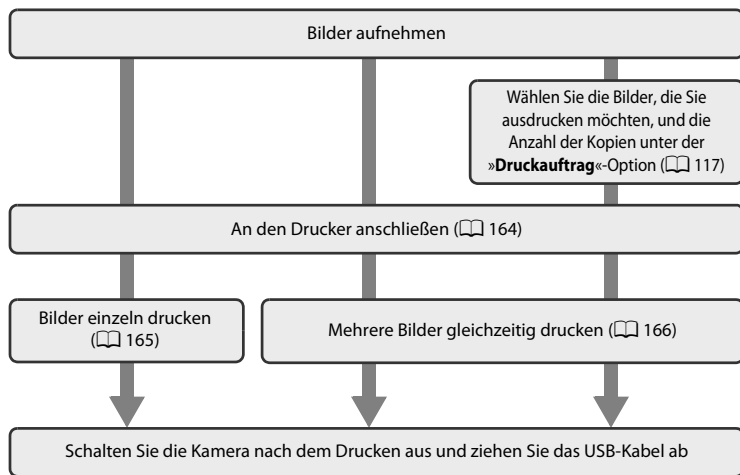 Bilder aufnehmen
Wählen Sie die Bilder, die Sie
ausdrucken möchten, und die
Anzahl der Kopien unter der
»Druckauftrag«-Option (📖 117)
An den Drucker anschließen (📖 164)
Bilder einzeln drucken
(📖 165)
Mehrere Bilder gleichzeitig drucken (📖 166)
Schalten Sie die Kamera nach dem Drucken aus und ziehen Sie das USB-Kabel ab